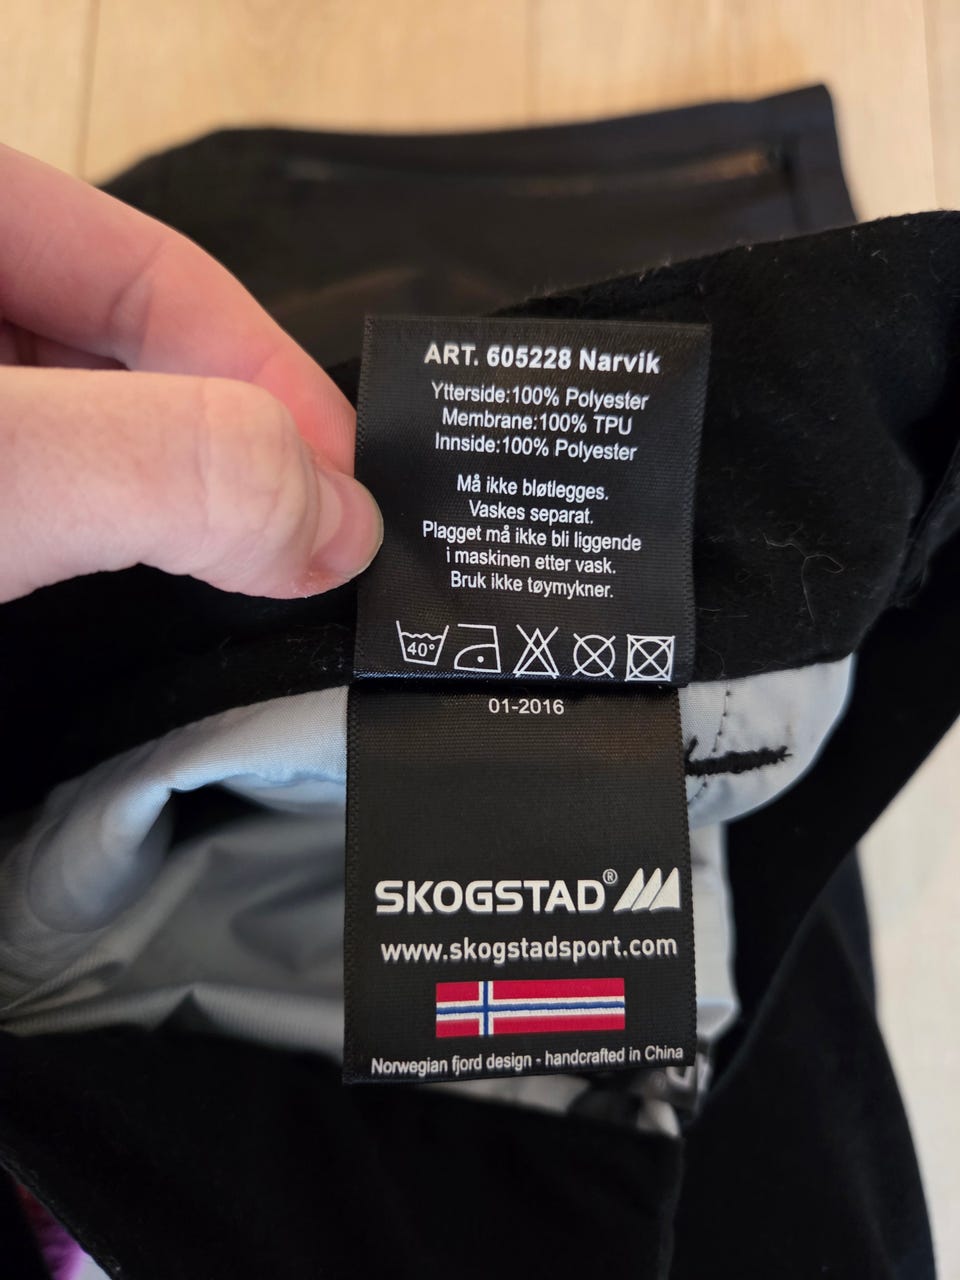 ART. 605228 Narvik
Ytterside:100% Polyester
Membrane:100% TPU
Innside:100% Polyester
Må ikke bløtlegges.
Vaskes separat.
Plagget må ikke bli liggende
i maskinen etter vask.
Bruk ikke tøymykner.
40°
01-2016
SKOGSTAD®
www.skogstadsport.com
Norwegian fjord design - handcrafted in China